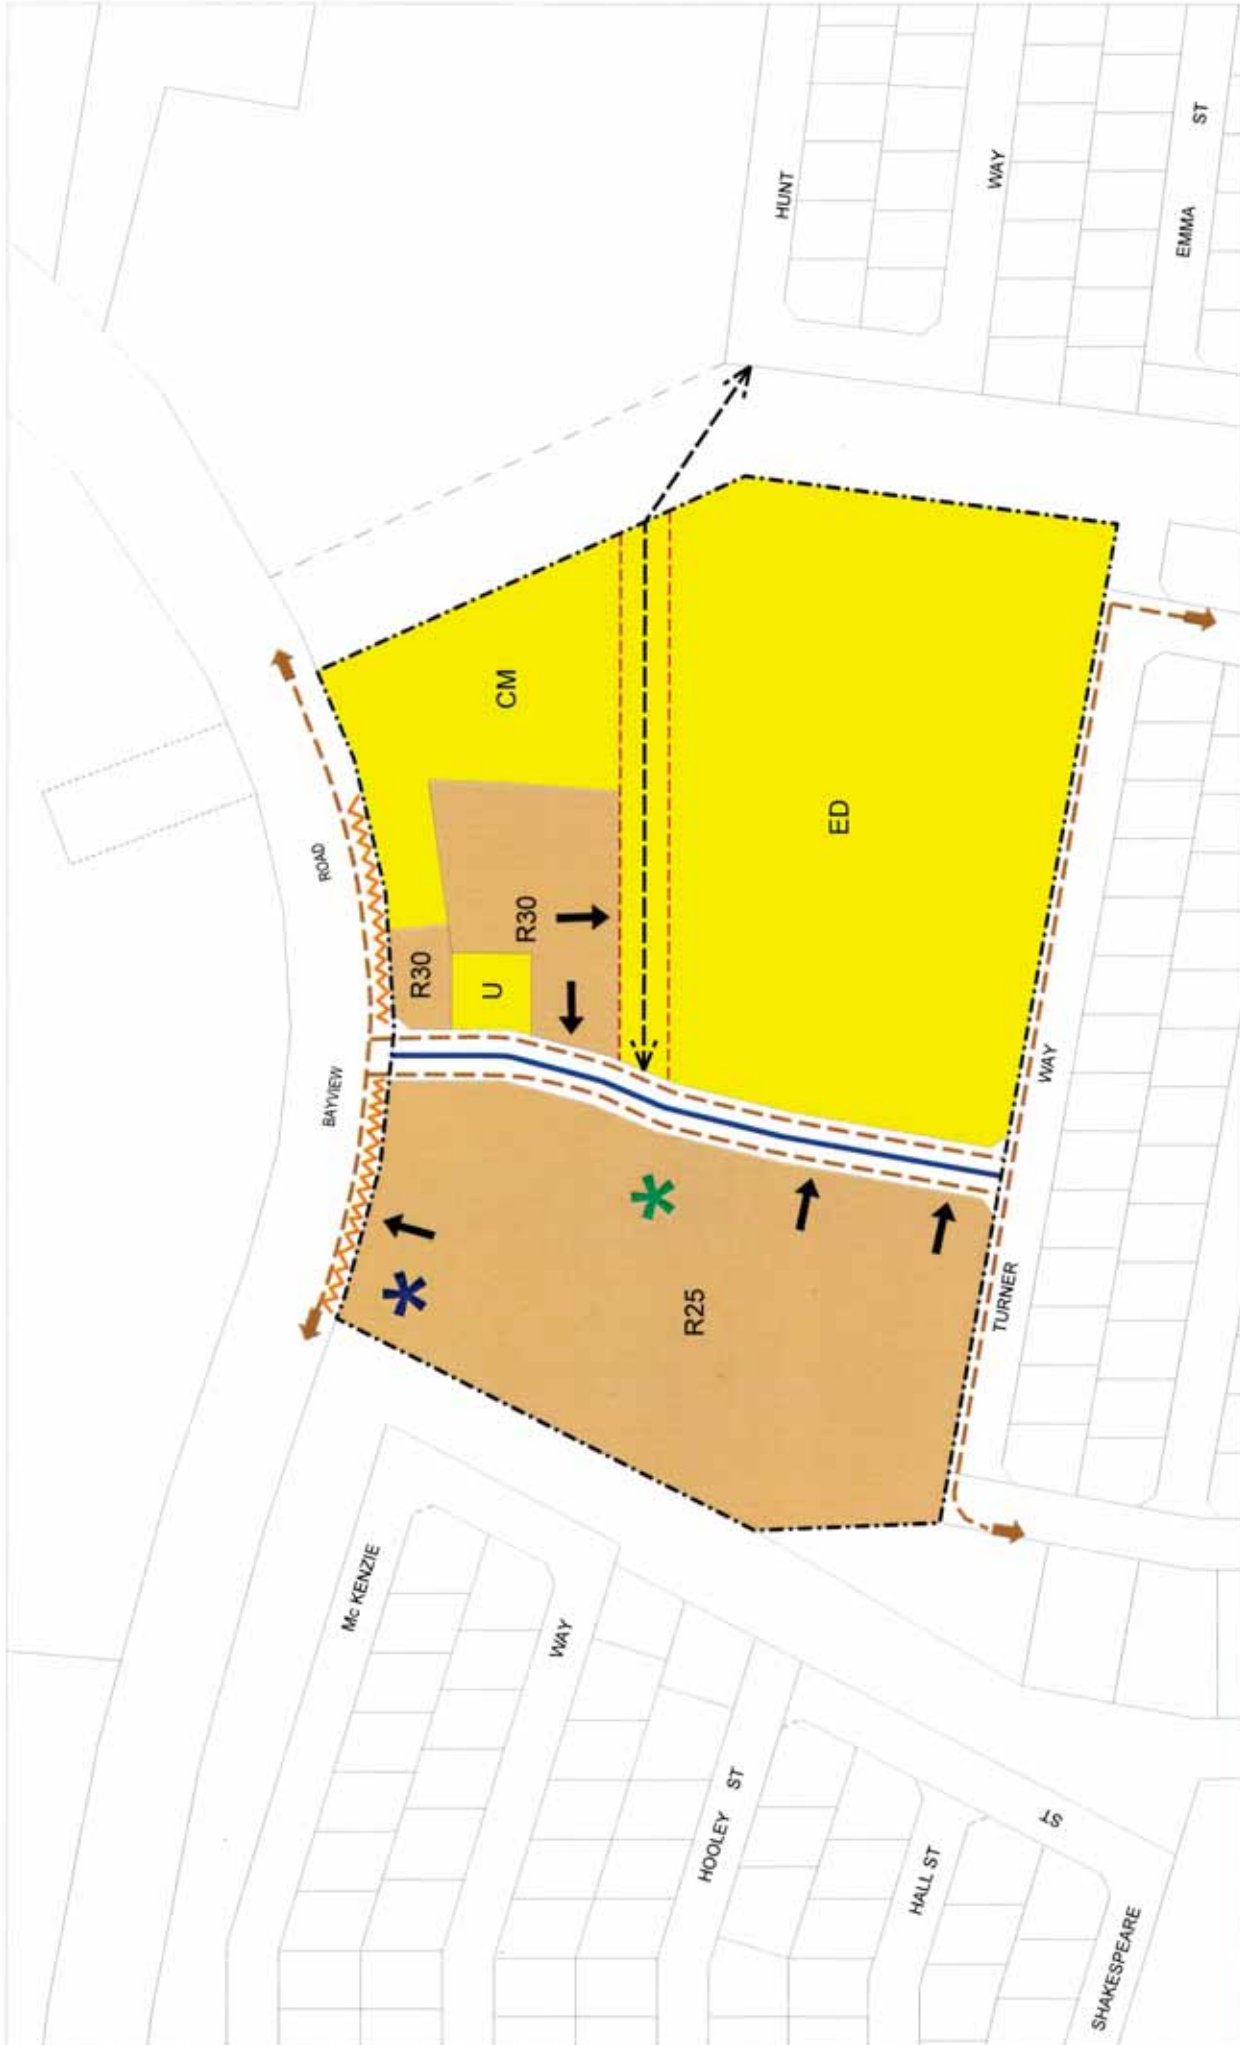 HUNT
WAY
EMMA ST
ROAD
CM
ED
R30
R30
U
BAYVIEW
WAY
R25
TURNER
Mc KENZIE
WAY
HOOLEY ST
HALL ST
SHAKESPEARE ST